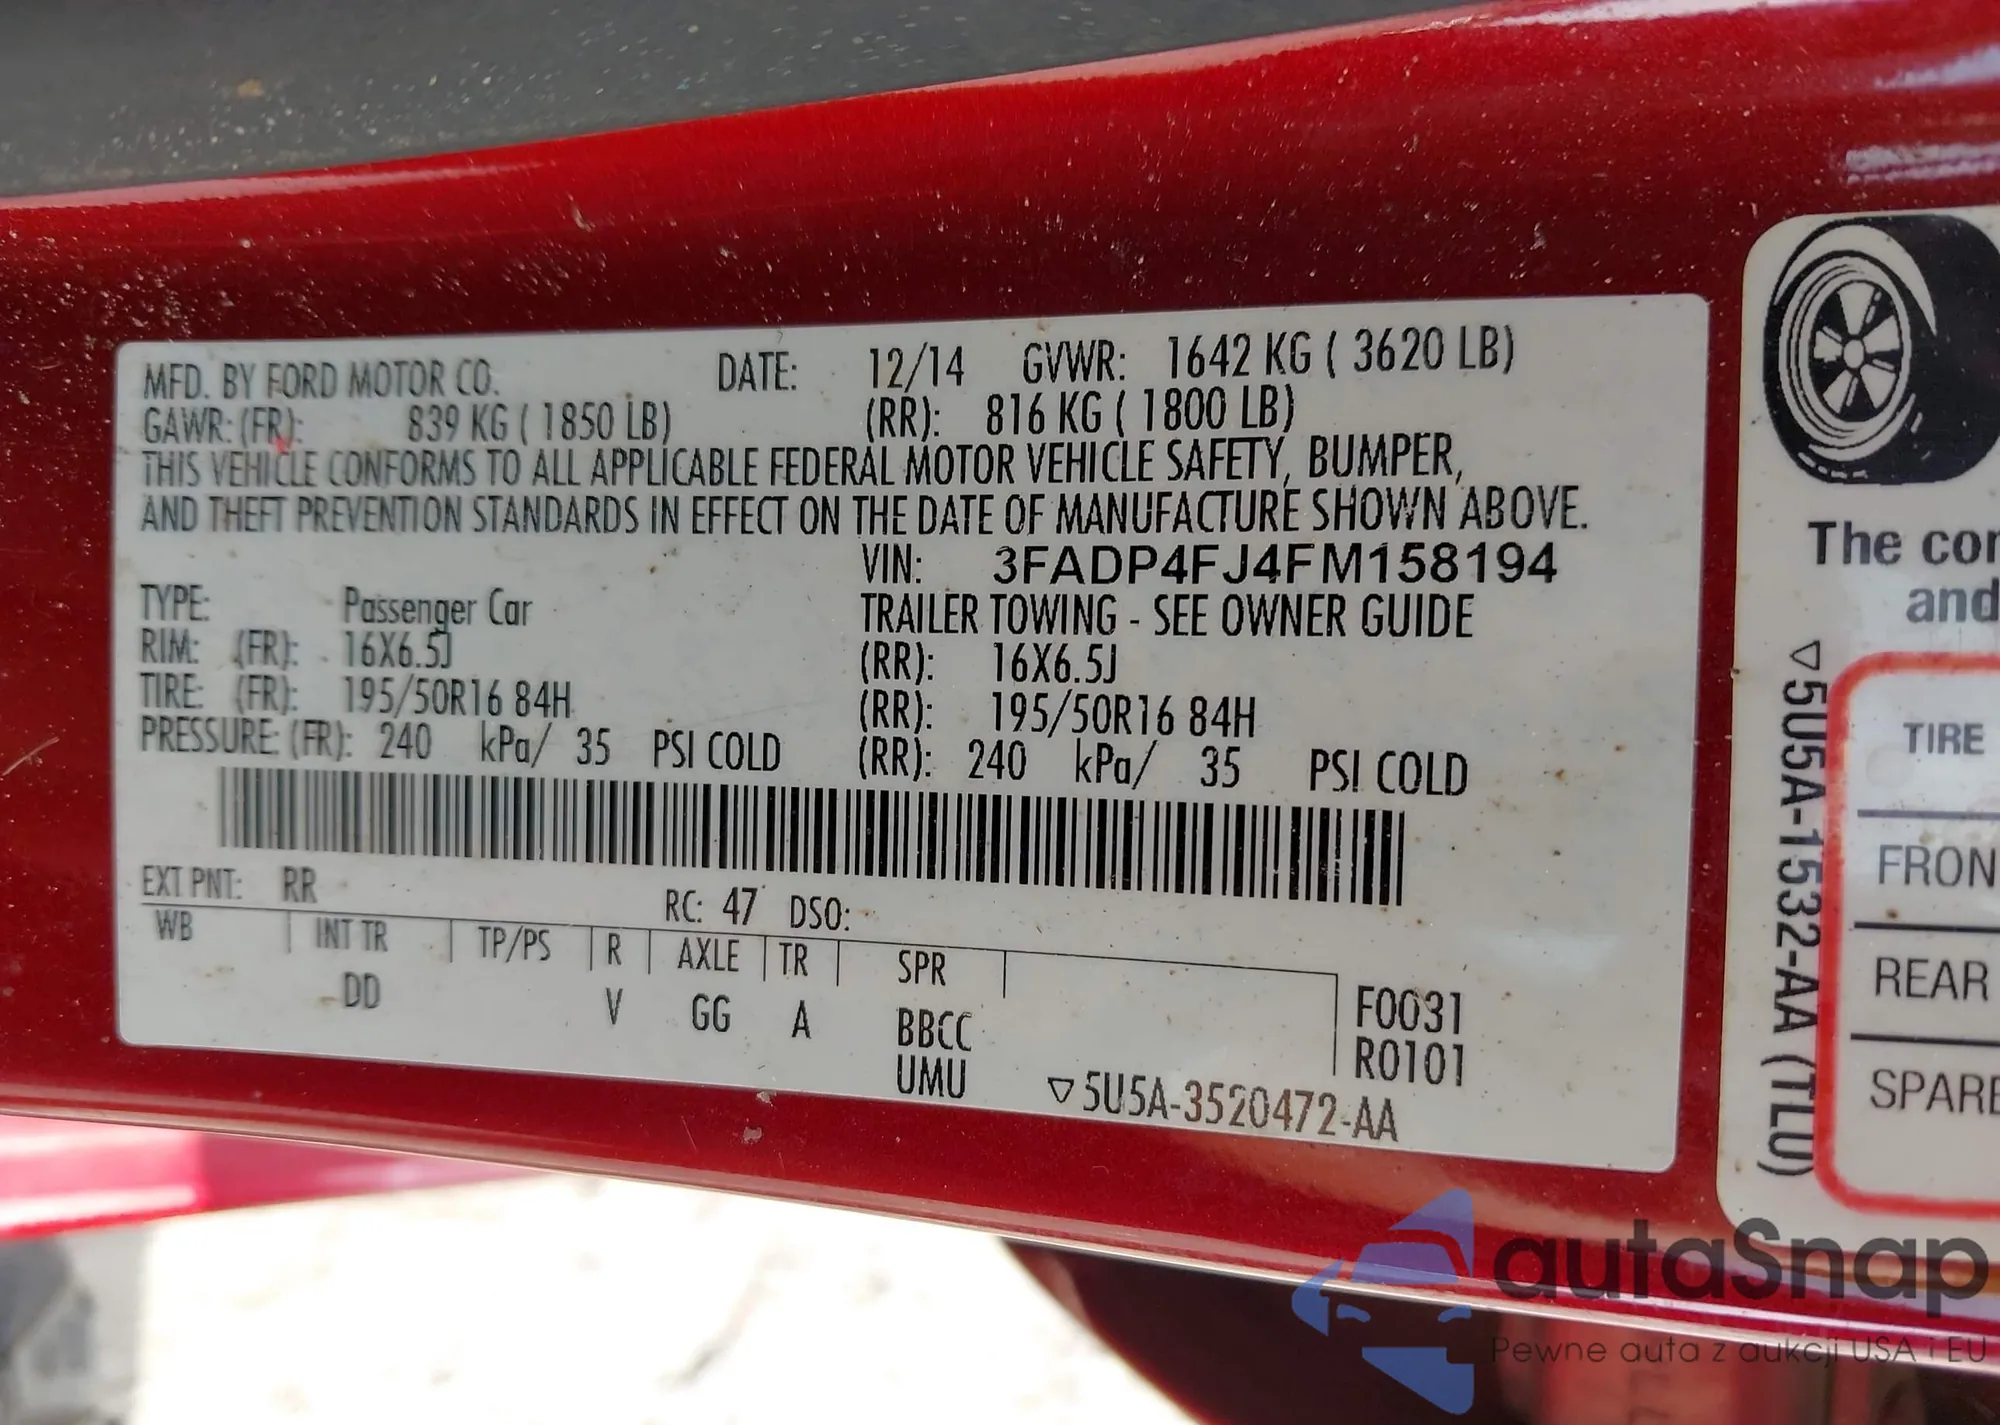 MFD. BY FORD MOTOR CO. DATE: 12/14 GVWR: 1642 KG ( 3620 LB)
GAWR: (FR): 839 KG ( 1850 LB) (RR): 816 KG ( 1800 LB)
THIS VEHICLE CONFORMS TO ALL APPLICABLE FEDERAL MOTOR VEHICLE SAFETY, BUMPER,
AND THEFT PREVENTION STANDARDS IN EFFECT ON THE DATE OF MANUFACTURE SHOWN ABOVE.
VIN: 3FADP4FJ4FM158194
TYPE: Passenger Car TRAILER TOWING - SEE OWNER GUIDE
RIM: (FR): 16X6.5J (RR): 16X6.5J
TIRE: (FR): 195/50R16 84H (RR): 195/50R16 84H
PRESSURE: (FR): 240 kPa/ 35 PSI COLD (RR): 240 kPa/ 35 PSI COLD
EXT PNT: RR RC: 47 DSO:
WB INT TR TP/PS R AXLE TR SPR
DD V GG A BBCC F0031
UMU R0101
▽5U5A-3520472-AA
The con
and
▽5U5A-1532-AA (TLU)
TIRE
FRON
REAR
SPARE
autaSnap
Pewne auta z aukcji USA i EU